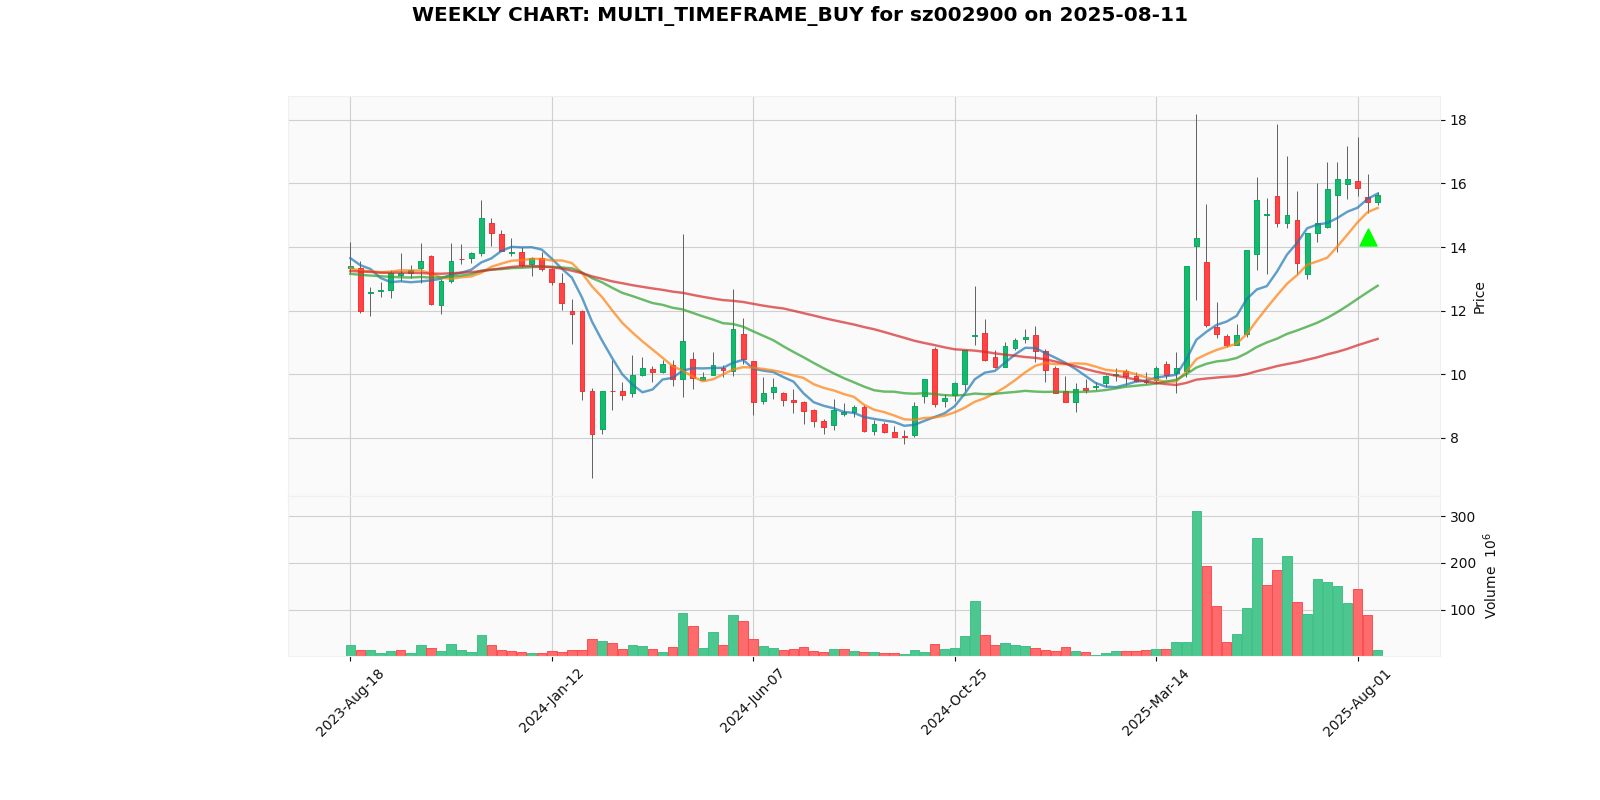 WEEKLY CHART: MULTI_TIMEFRAME_BUY for sz002900 on 2025-08-11
18
16
14
12
10
8
Price
300
200
100
Volume 10^6
2023-Aug-18
2024-Jan-12
2024-Jun-07
2024-Oct-25
2025-Mar-14
2025-Aug-01